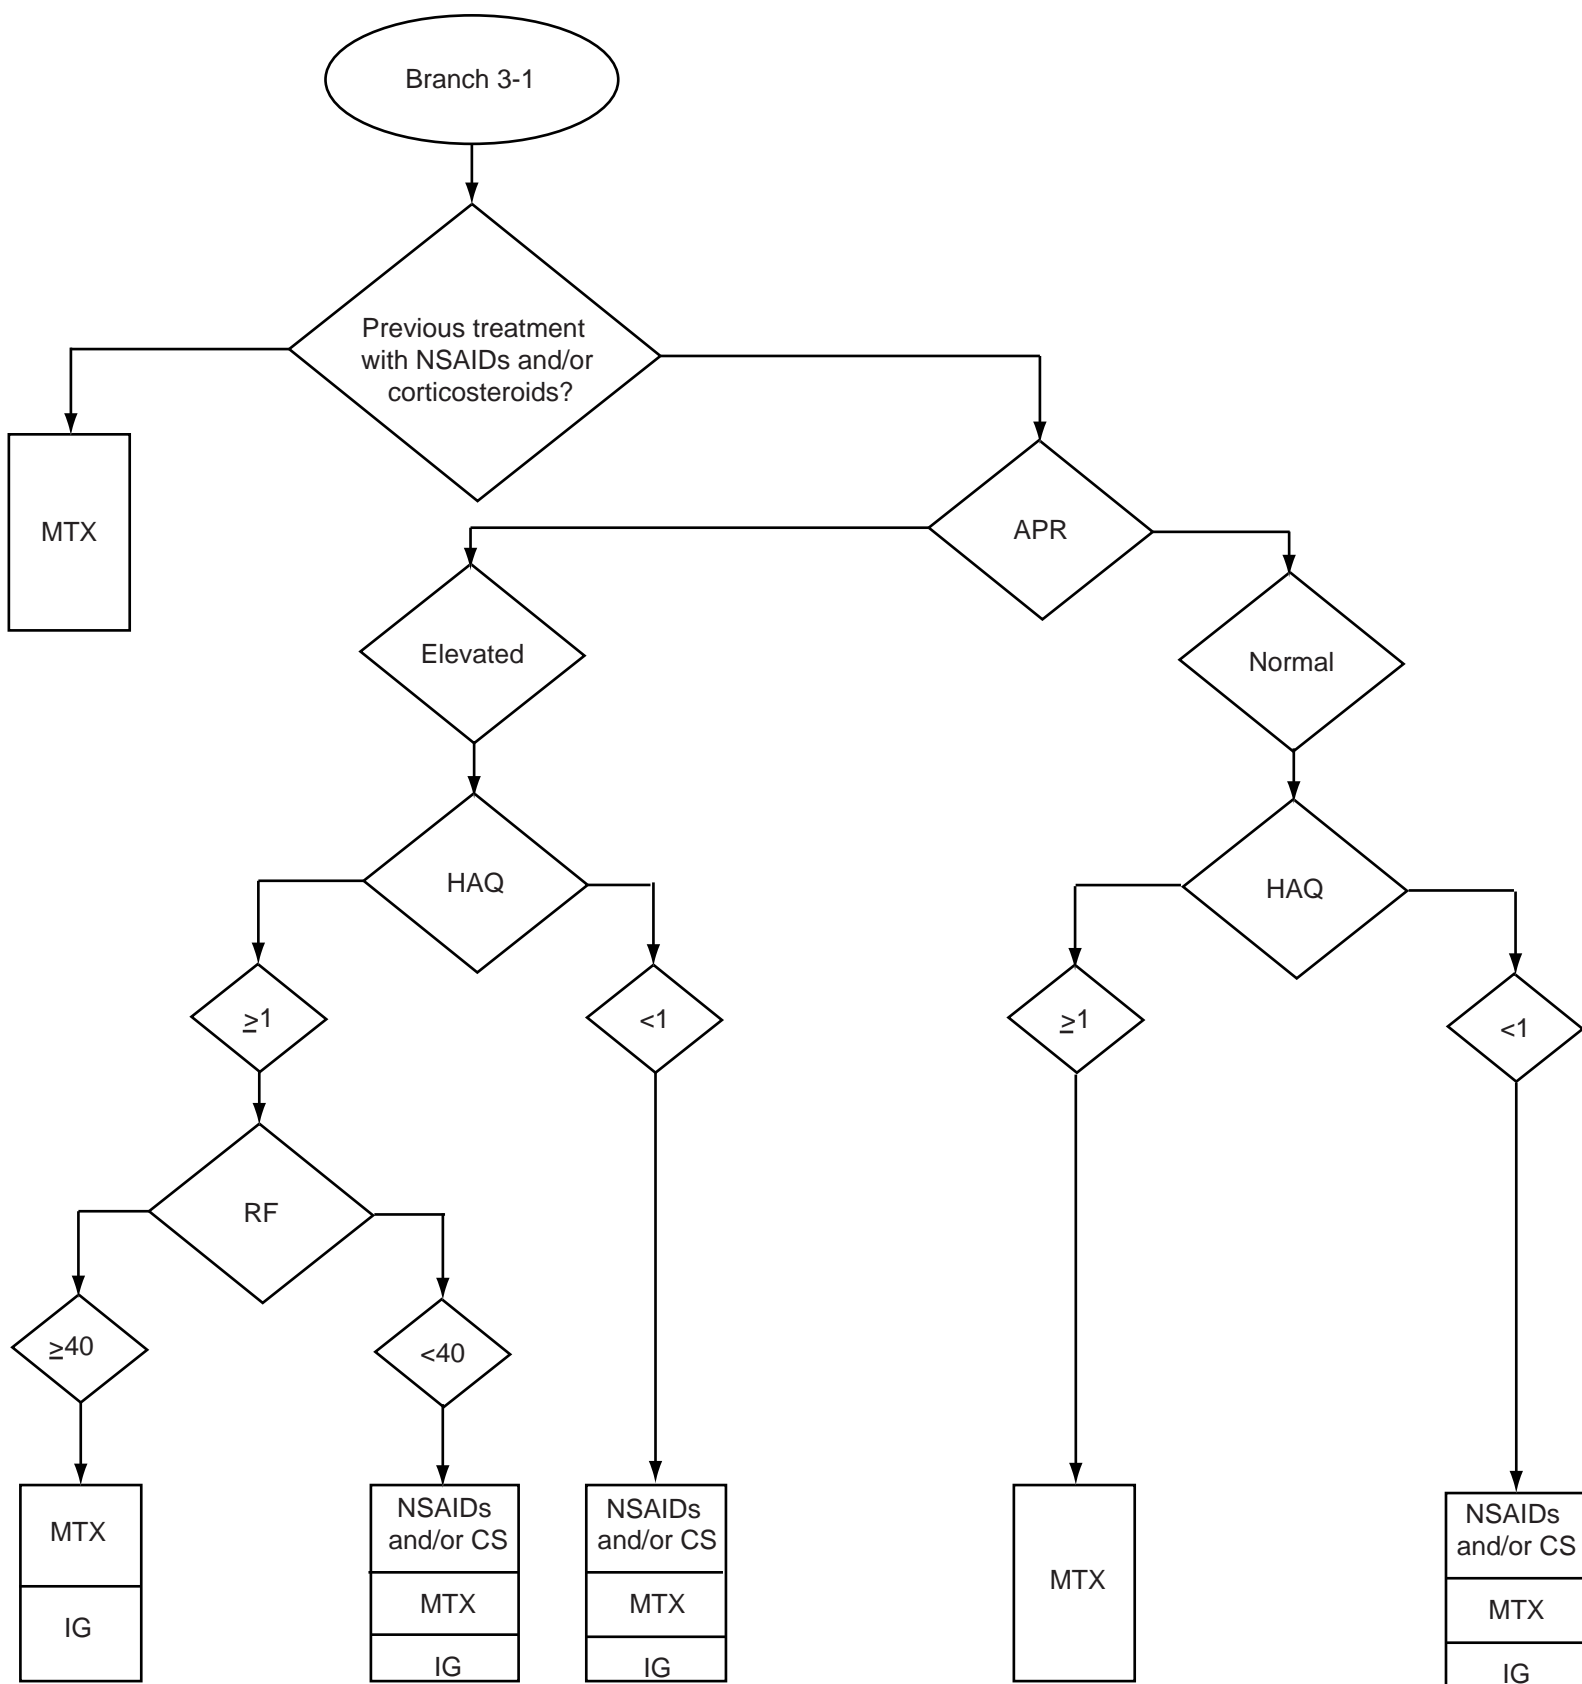 Branch 3-1
Previous treatment
with NSAIDs and/or
corticosteroids?
MTX
APR
Elevated
Normal
HAQ
HAQ
≥1
<1
≥1
<1
RF
≥40
<40
MTX
IG
NSAIDs
and/or CS
MTX
IG
NSAIDs
and/or CS
MTX
IG
MTX
NSAIDs
and/or CS
MTX
IG